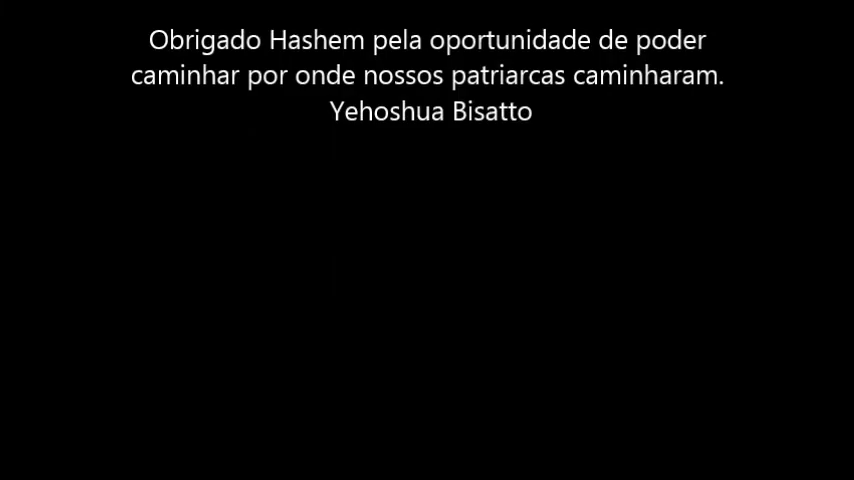 Obrigado Hashem pela oportunidade de poder
caminhar por onde nossos patriarcas caminharam.
Yehoshua Bisatto